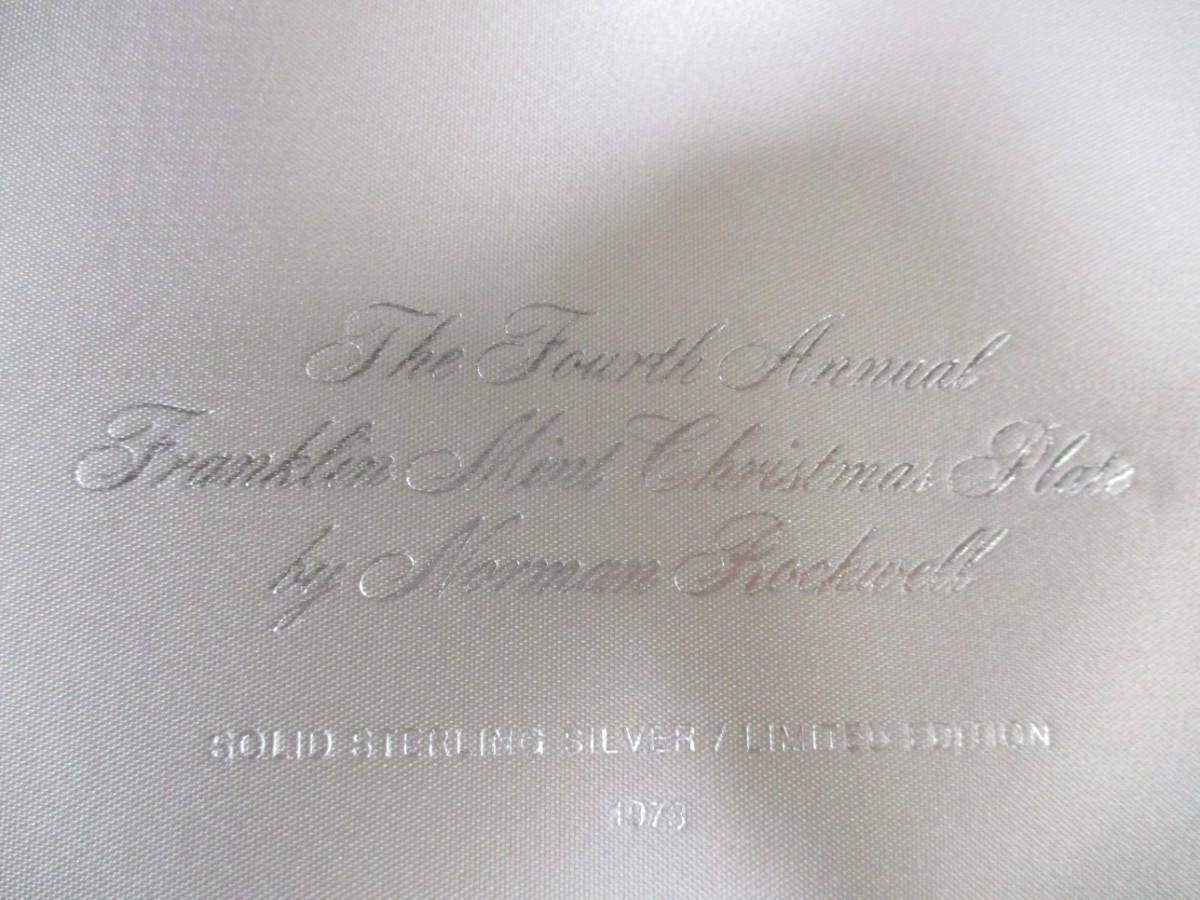 The Fourth Annual
Franklin Mint Christmas Plate
by Norman Rockwell
SOLID STERLING SILVER / LIMITED EDITION
1973